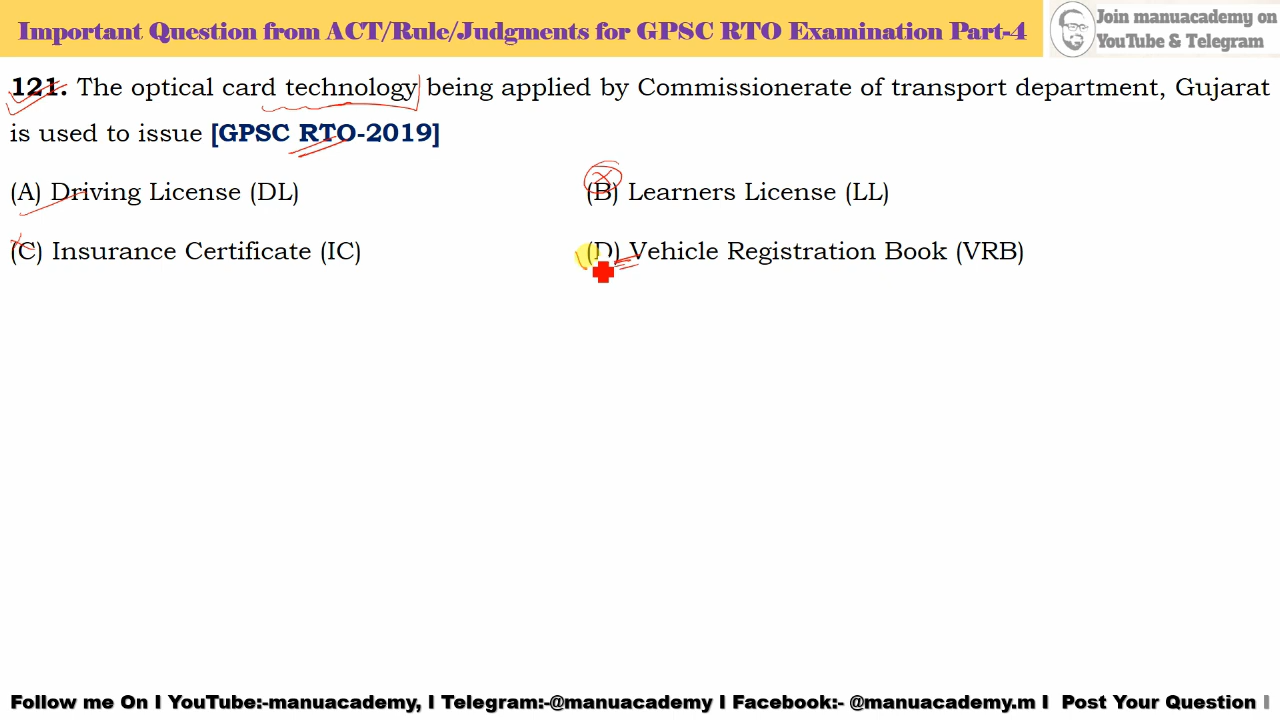 Important Question from ACT/Rule/Judgments for GPSC RTO Examination Part-4
Join manuacademy on
YouTube & Telegram
121. The optical card technology being applied by Commissionerate of transport department, Gujarat
is used to issue [GPSC RTO-2019]
(A) Driving License (DL)
(B) Learners License (LL)
(C) Insurance Certificate (IC)
(D) Vehicle Registration Book (VRB)
Follow me On I YouTube:-manuacademy, I Telegram:-@manuacademy I Facebook:- @manuacademy.m I Post Your Question I